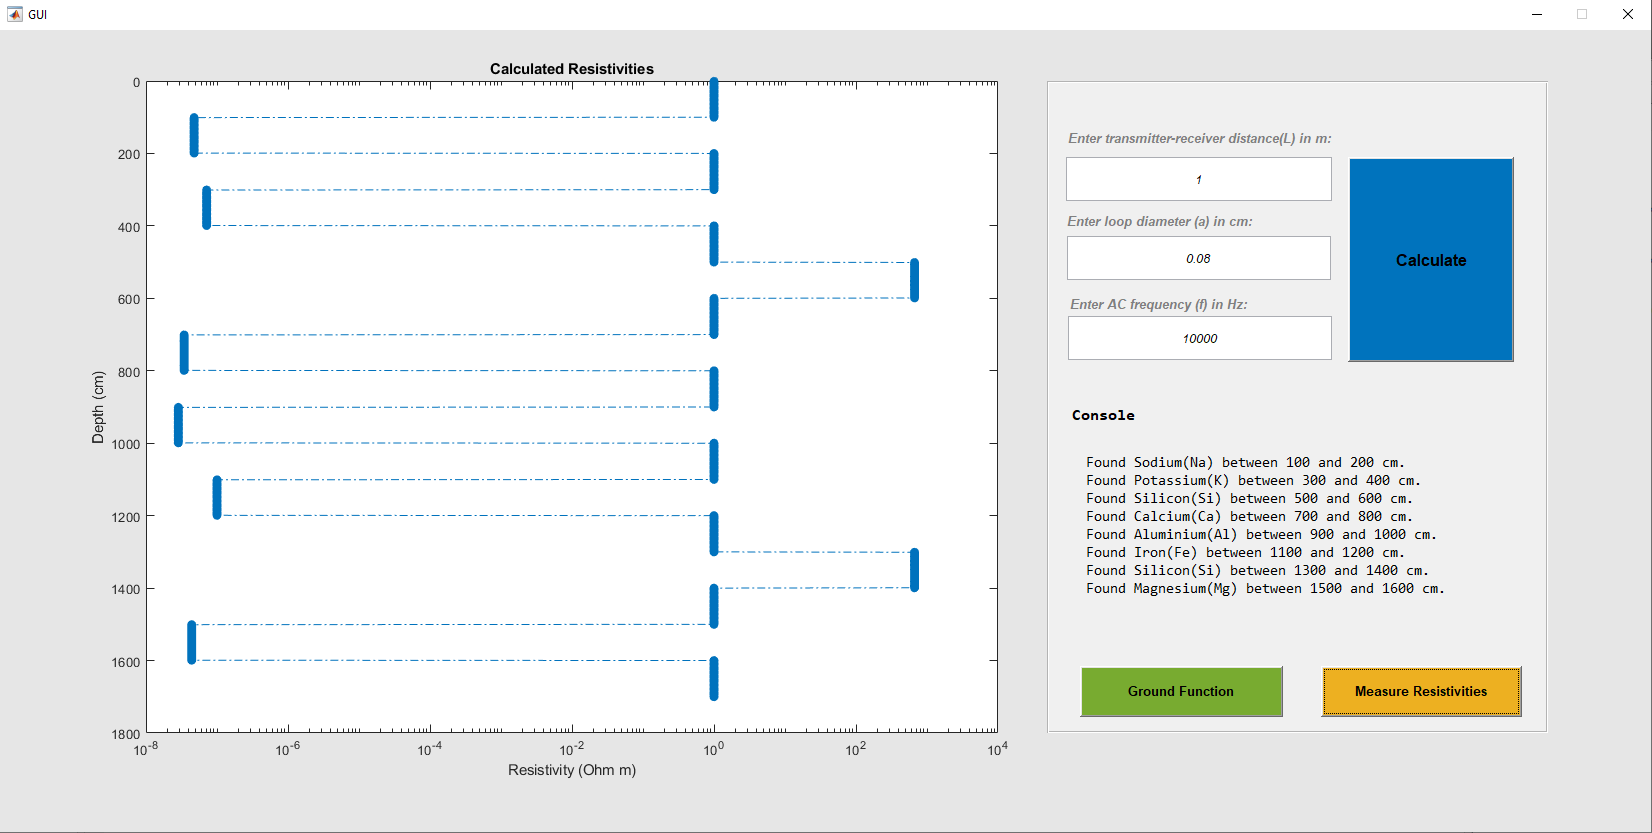 GUI
Calculated Resistivities
0
200
400
600
800
1000
1200
1400
1600
1800
Depth (cm)
10^-8
10^-6
10^-4
10^-2
10^0
10^2
10^4
Resistivity (Ohm m)
Enter transmitter-receiver distance(L) in m:
1
Enter loop diameter (a) in cm:
0.08
Enter AC frequency (f) in Hz:
10000
Calculate
Console
Found Sodium(Na) between 100 and 200 cm.
Found Potassium(K) between 300 and 400 cm.
Found Silicon(Si) between 500 and 600 cm.
Found Calcium(Ca) between 700 and 800 cm.
Found Aluminium(Al) between 900 and 1000 cm.
Found Iron(Fe) between 1100 and 1200 cm.
Found Silicon(Si) between 1300 and 1400 cm.
Found Magnesium(Mg) between 1500 and 1600 cm.
Ground Function
Measure Resistivities